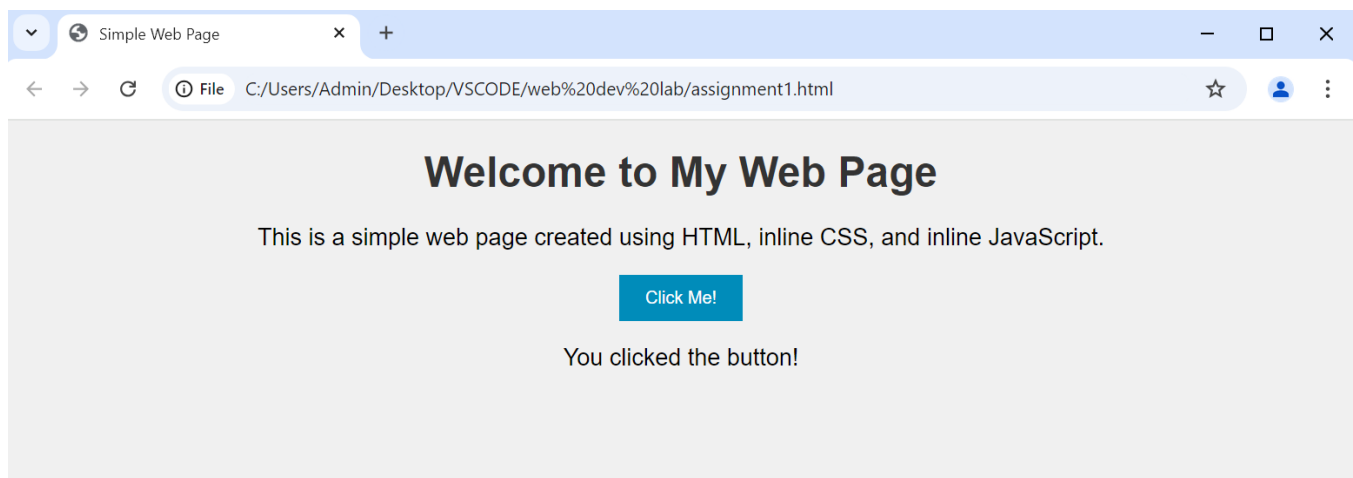 Simple Web Page
File C:/Users/Admin/Desktop/VSCODE/web%20dev%20lab/assignment1.html
Welcome to My Web Page
This is a simple web page created using HTML, inline CSS, and inline JavaScript.
Click Me!
You clicked the button!